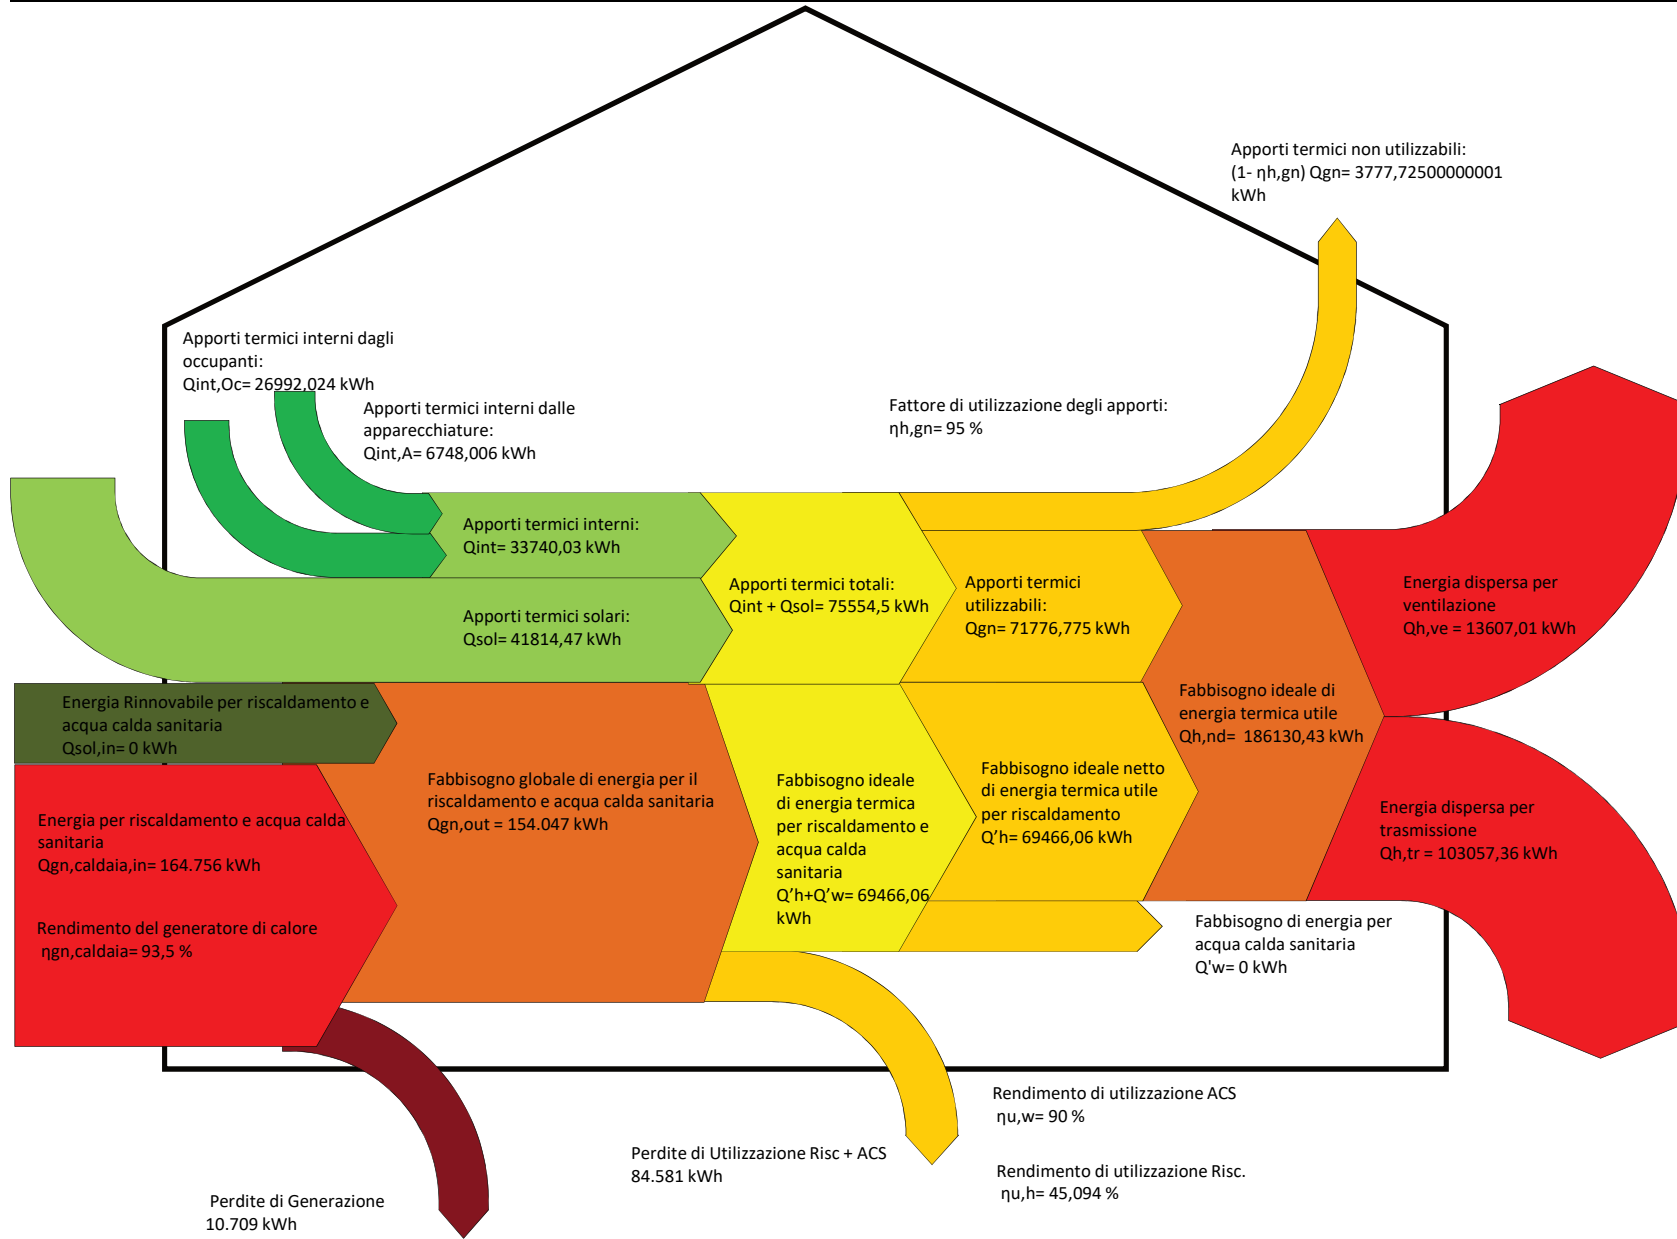 Apporti termici non utilizzabili:
(1- ηh,gn) Qgn= 3777,72500000001
kWh
Apporti termici interni dagli
occupanti:
Qint,Oc= 26992,024 kWh
Apporti termici interni dalle
apparecchiature:
Qint,A= 6748,006 kWh
Fattore di utilizzazione degli apporti:
ηh,gn= 95 %
Apporti termici interni:
Qint= 33740,03 kWh
Apporti termici solari:
Qsol= 41814,47 kWh
Apporti termici totali:
Qint + Qsol= 75554,5 kWh
Apporti termici
utilizzabili:
Qgn= 71776,775 kWh
Energia dispersa per
ventilazione
Qh,ve = 13607,01 kWh
Energia Rinnovabile per riscaldamento e
acqua calda sanitaria
Qsol,in= 0 kWh
Fabbisogno ideale di
energia termica utile
Qh,nd=  186130,43 kWh
Energia per riscaldamento e acqua calda
sanitaria
Qgn,caldaia,in= 164.756 kWh
Rendimento del generatore di calore
ηgn,caldaia= 93,5 %
Fabbisogno globale di energia per il
riscaldamento e acqua calda sanitaria
Qgn,out = 154.047 kWh
Fabbisogno ideale
di energia termica
per riscaldamento e
acqua calda
sanitaria
Q’h+Q’w= 69466,06
kWh
Fabbisogno ideale netto
di energia termica utile
per riscaldamento
Q’h= 69466,06 kWh
Energia dispersa per
trasmissione
Qh,tr = 103057,36 kWh
Fabbisogno di energia per
acqua calda sanitaria
Q'w= 0 kWh
Rendimento di utilizzazione ACS
ηu,w= 90 %
Perdite di Utilizzazione Risc + ACS
84.581 kWh
Rendimento di utilizzazione Risc.
ηu,h= 45,094 %
Perdite di Generazione
10.709 kWh